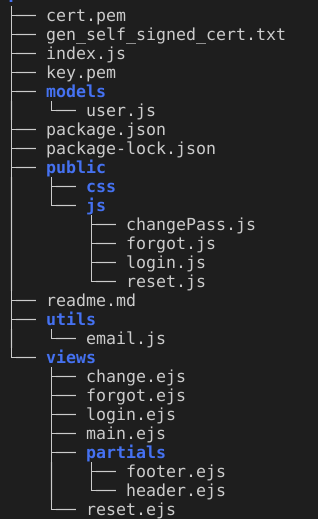 ├── cert.pem
├── gen_self_signed_cert.txt
├── index.js
├── key.pem
├── models
│   └── user.js
├── package.json
├── package-lock.json
├── public
│   ├── css
│   └── js
│       ├── changePass.js
│       ├── forgot.js
│       ├── login.js
│       └── reset.js
├── readme.md
├── utils
│   └── email.js
└── views
    ├── change.ejs
    ├── forgot.ejs
    ├── login.ejs
    ├── main.ejs
    ├── partials
    │   ├── footer.ejs
    │   └── header.ejs
    └── reset.ejs